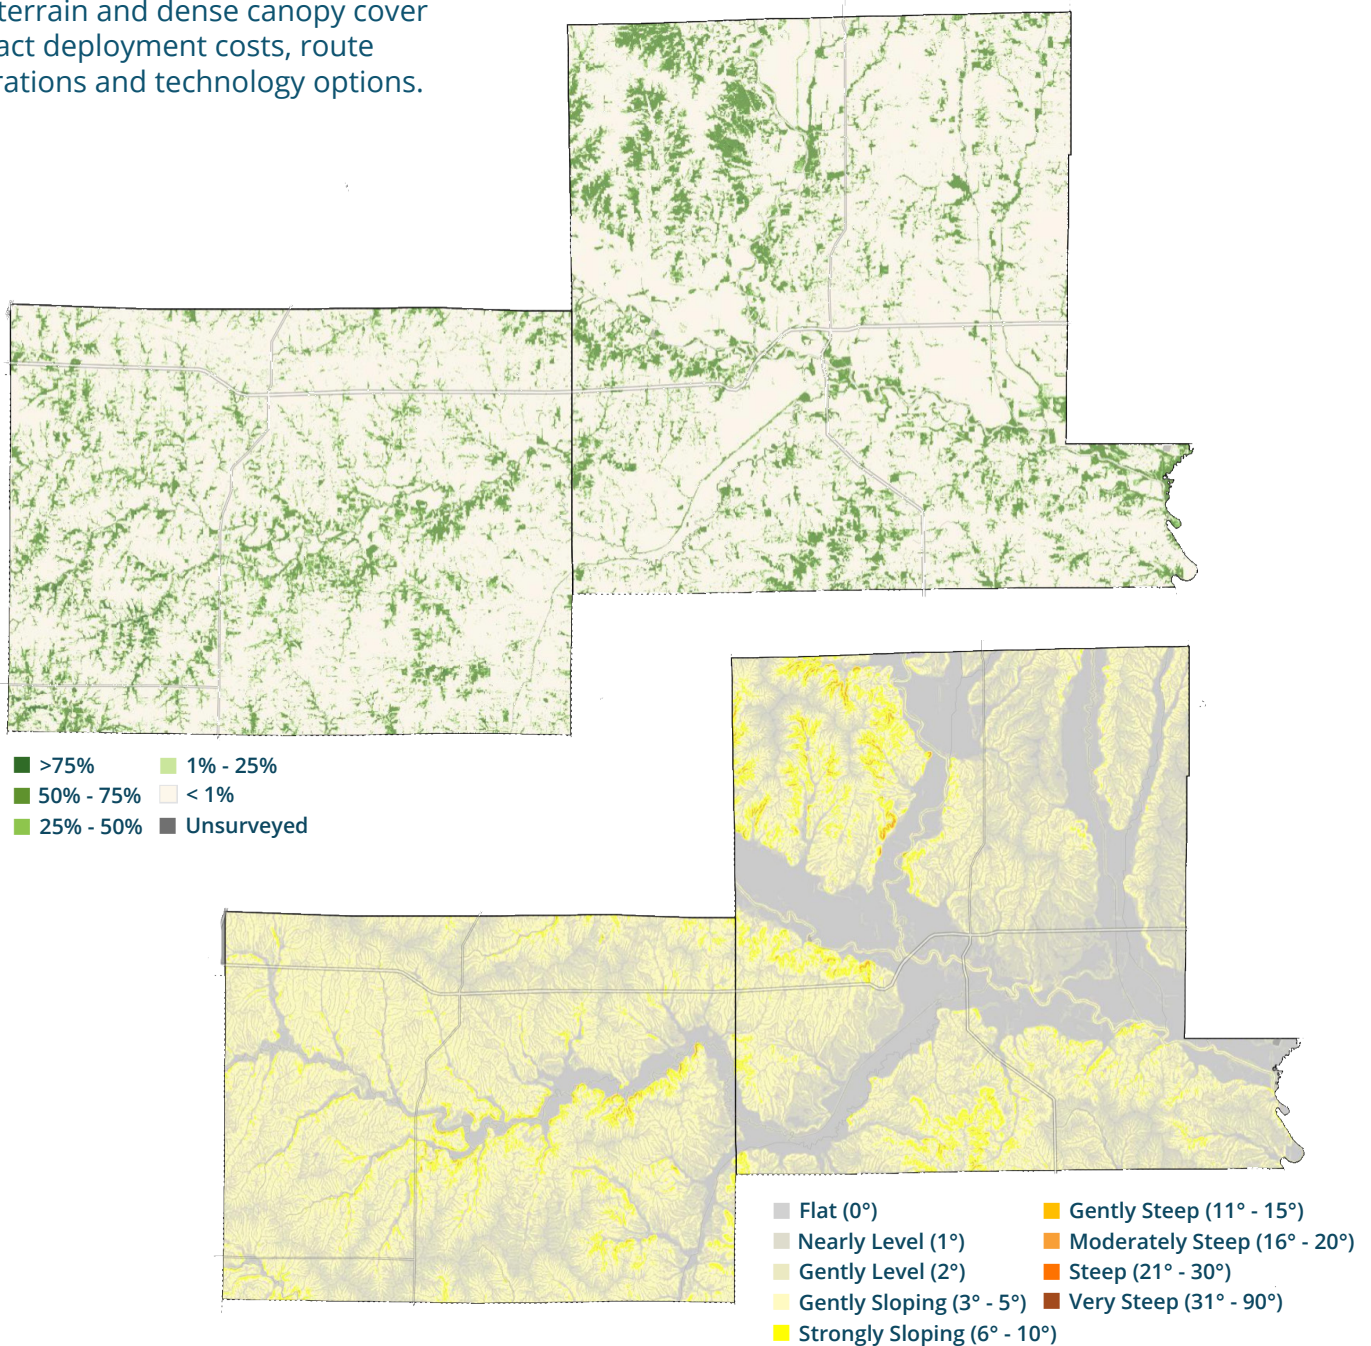 terrain and dense canopy cover
act deployment costs, route
rations and technology options.
>75%
50% - 75%
25% - 50%
1% - 25%
< 1%
Unsurveyed
Flat (0°)
Nearly Level (1°)
Gently Level (2°)
Gently Sloping (3° - 5°)
Strongly Sloping (6° - 10°)
Gently Steep (11° - 15°)
Moderately Steep (16° - 20°)
Steep (21° - 30°)
Very Steep (31° - 90°)